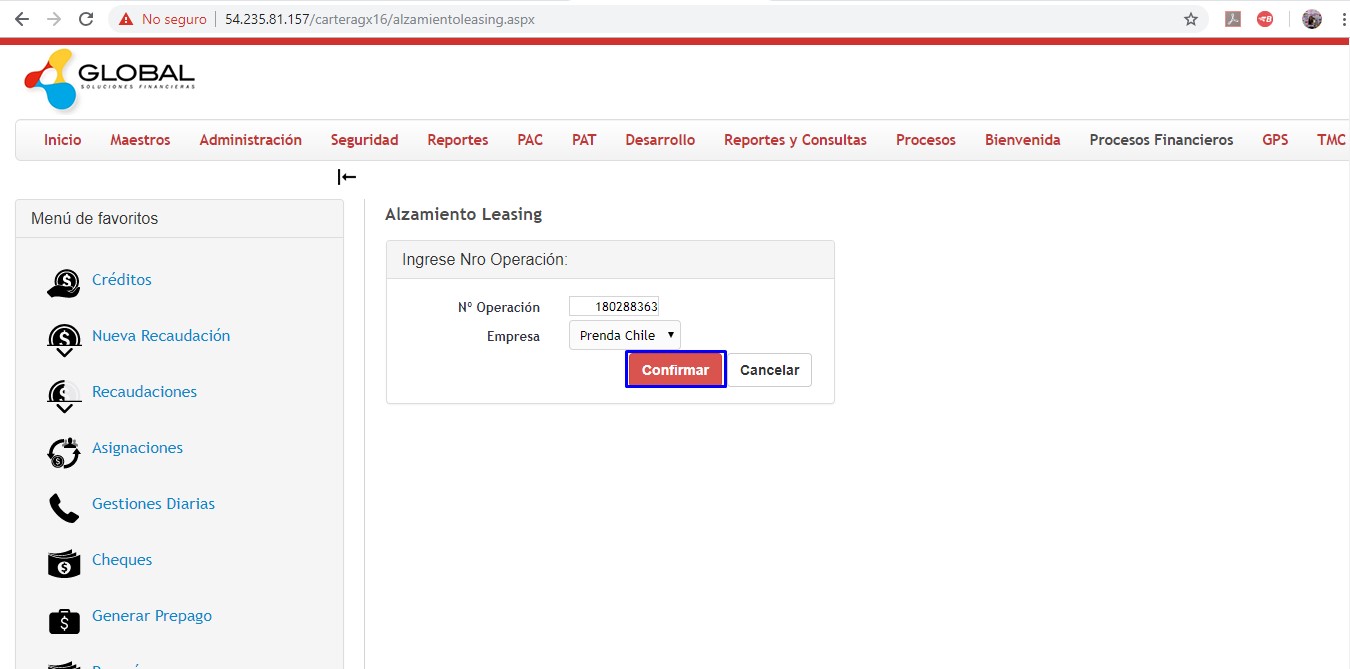 No seguro 54.235.81.157/carteragx16/alzamientoleasing.aspx
GLOBAL
SOLUCIONES FINANCIERAS
Inicio Maestros Administración Seguridad Reportes PAC PAT Desarrollo Reportes y Consultas Procesos Bienvenida Procesos Financieros GPS TMC
Menú de favoritos
Créditos
Nueva Recaudación
Recaudaciones
Asignaciones
Gestiones Diarias
Cheques
Generar Prepago
Alzamiento Leasing
Ingrese Nro Operación:
Nº Operación 180288363
Empresa Prenda Chile
Confirmar Cancelar